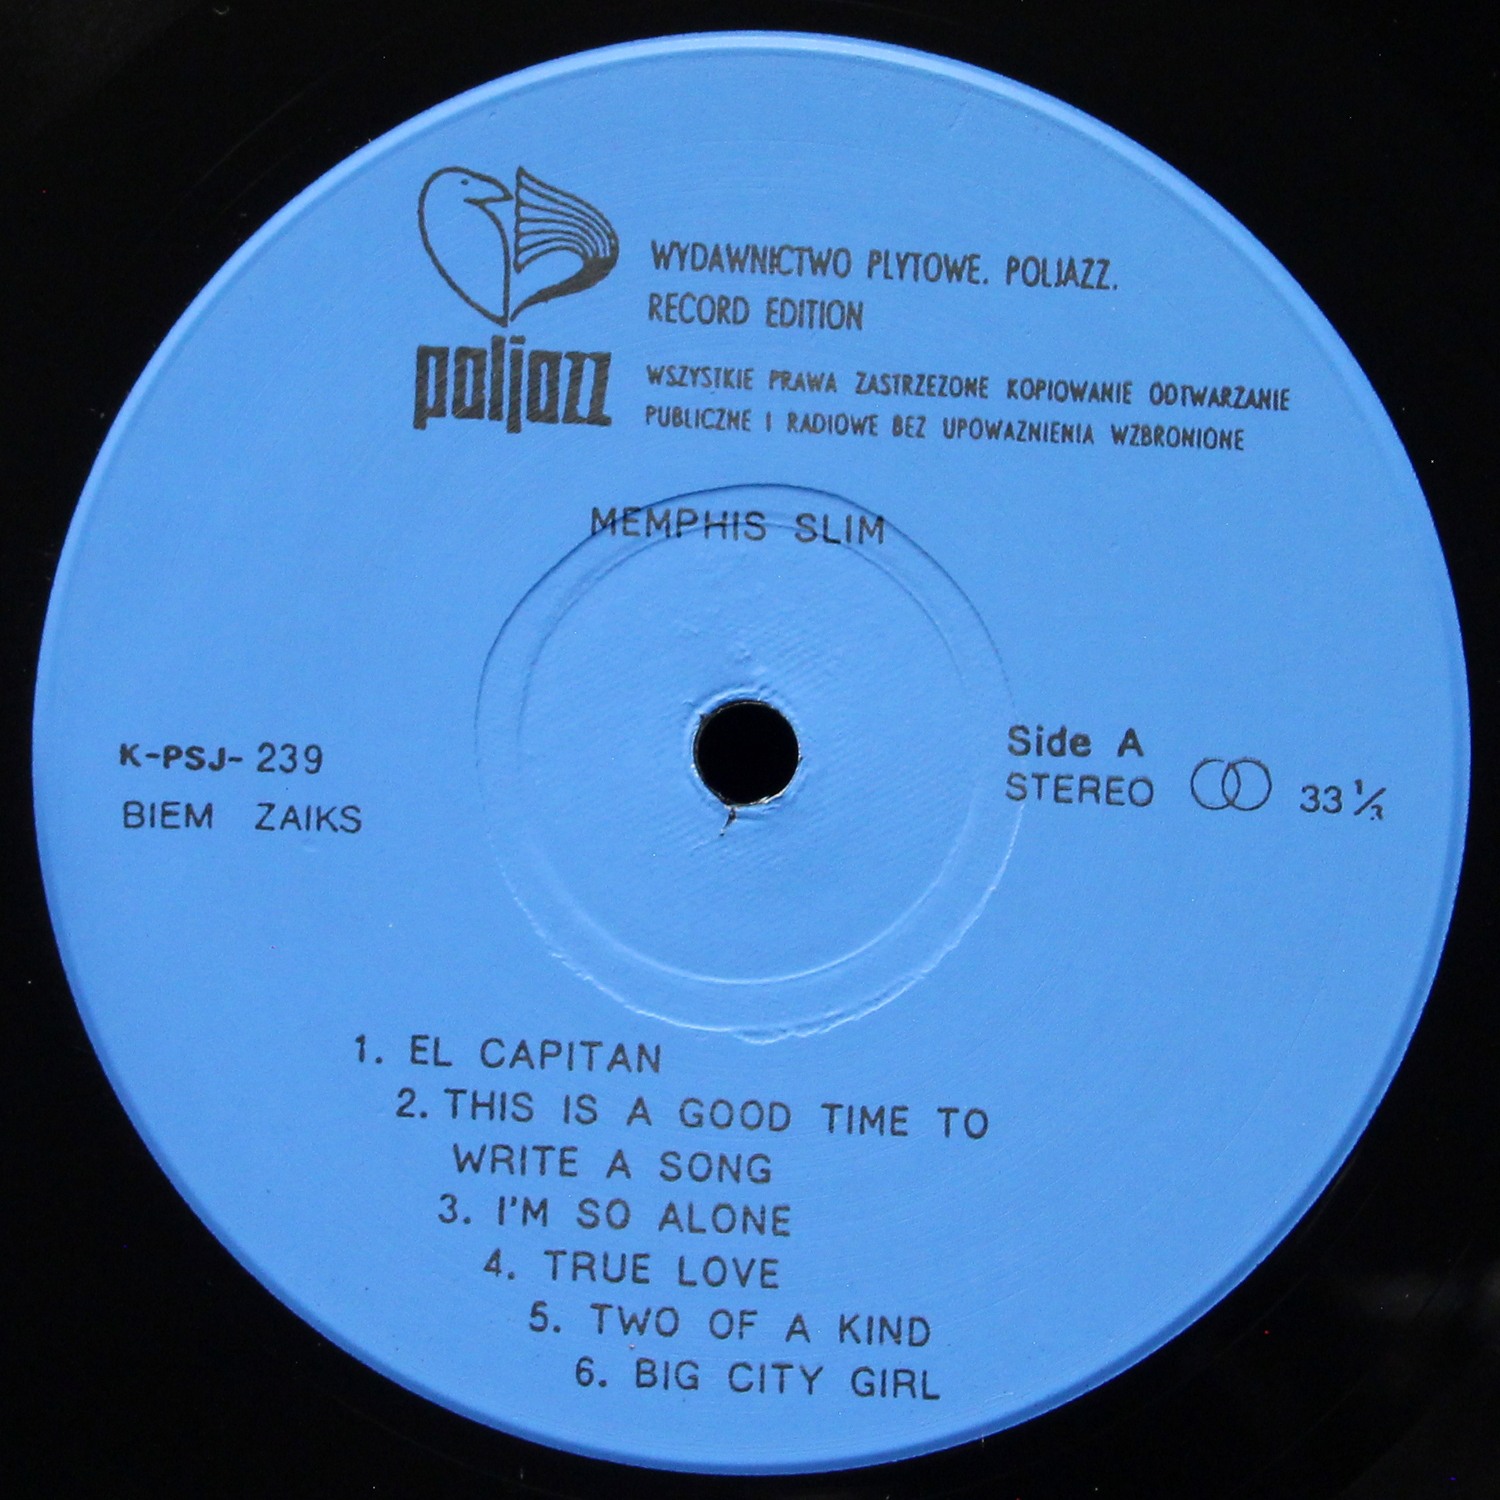 WYDAWNICTWO PLYTOWE. POLJAZZ.
RECORD EDITION
poljazz
WSZYSTKIE PRAWA ZASTRZEZONE KOPIOWANIE ODTWARZANIE
PUBLICZNE I RADIOWE BEZ UPOWAZNIENIA WZBRONIONE
MEMPHIS SLIM
K-PSJ- 239
BIEM ZAIKS
Side A
STEREO 33 1/3
1. EL CAPITAN
2. THIS IS A GOOD TIME TO
WRITE A SONG
3. I'M SO ALONE
4. TRUE LOVE
5. TWO OF A KIND
6. BIG CITY GIRL